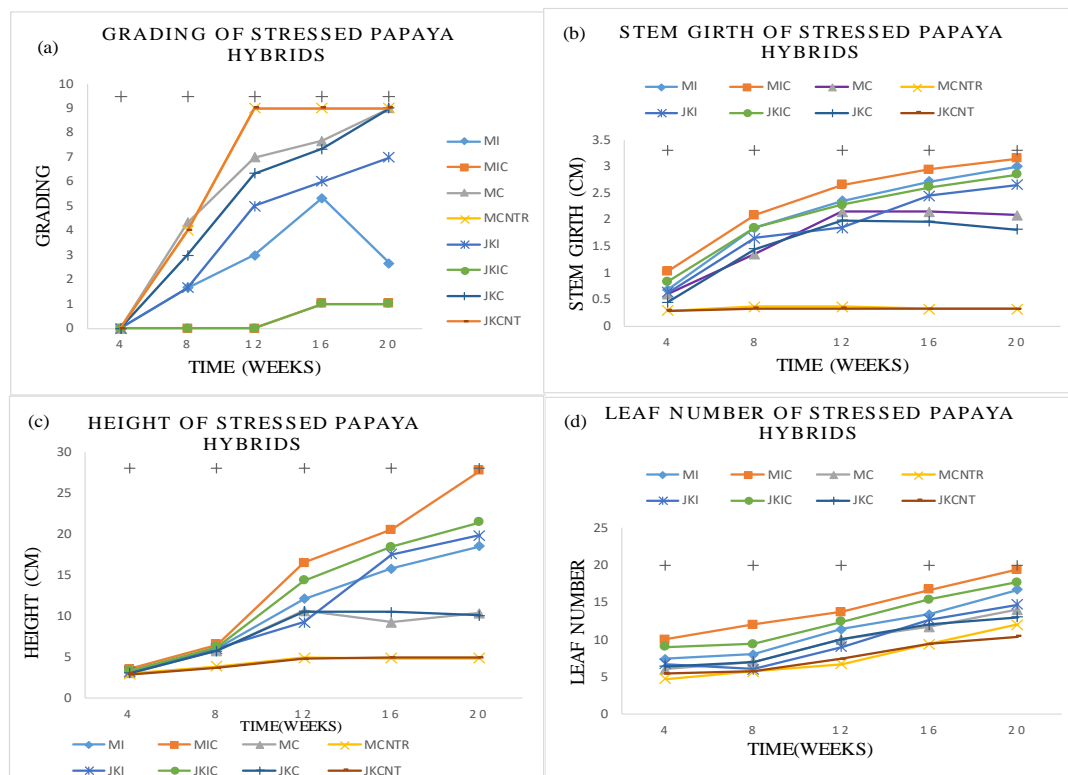 (a)
GRADING OF STRESSED PAPAYA
HYBRIDS
GRADING
10
9
8
7
6
5
4
3
2
1
0
4
8
12
16
20
TIME (WEEKS)
MI
MIC
MC
MCNTR
JKI
JKIC
JKC
JKCNT
(b)
STEM GIRTH OF STRESSED PAPAYA
HYBRIDS
MI MIC MC MCNTR
JKI JKIC JKC JKCNT
STEM GIRTH (CM)
3.5
3
2.5
2
1.5
1
0.5
0
4 8 12 16 20
TIME (WEEKS)
(c)
HEIGHT OF STRESSED PAPAYA
HYBRIDS
HEIGHT (CM)
30
25
20
15
10
5
0
4 8 12 16 20
TIME(WEEKS)
MI MIC MC MCNTR
JKI JKIC JKC JKCNT
(d)
LEAF NUMBER OF STRESSED PAPAYA
HYBRIDS
MI MIC MC MCNTR
JKI JKIC JKC JKCNT
LEAF NUMBER
25
20
15
10
5
0
4 8 12 16 20
TIME(WEEKS)